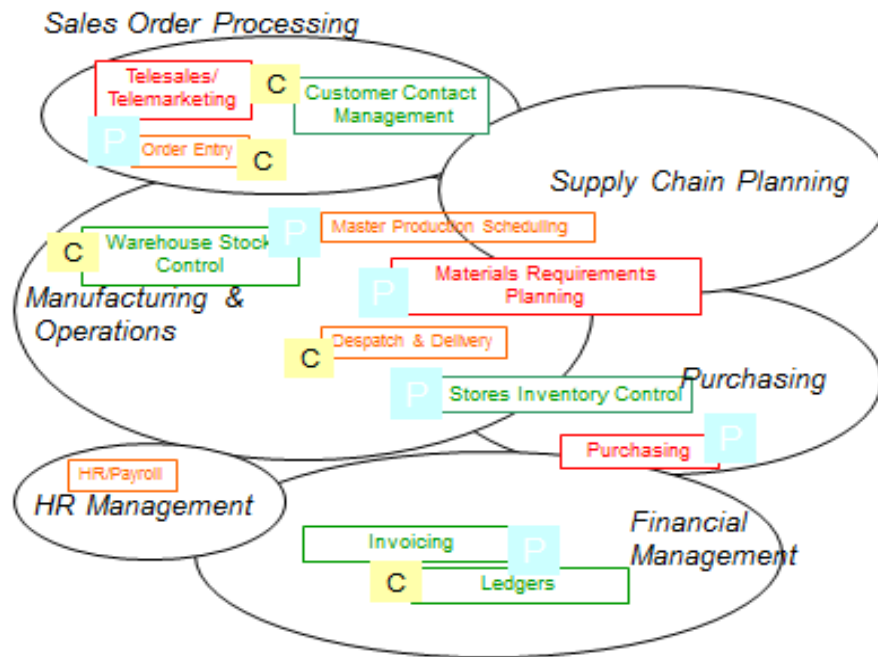 Sales Order Processing
Telesales/
Telemarketing
C
Customer Contact
Management
P
Order Entry
C
Supply Chain Planning
P
Master Production Scheduling
C
Warehouse Stock
Control
Materials Requirements
Planning
P
Manufacturing &
Operations
Despatch & Delivery
C
P
Stores Inventory Control
Purchasing
Purchasing
P
HR/Payroll
HR Management
Financial
Management
Invoicing
P
C
Ledgers